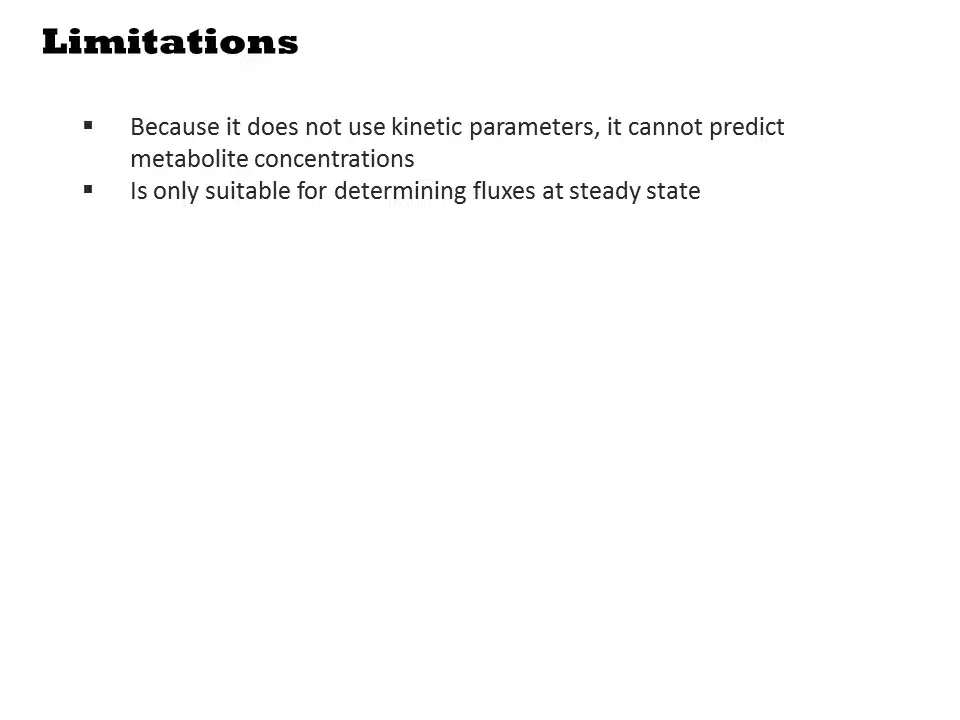 Limitations
▪ Because it does not use kinetic parameters, it cannot predict
metabolite concentrations
▪ Is only suitable for determining fluxes at steady state